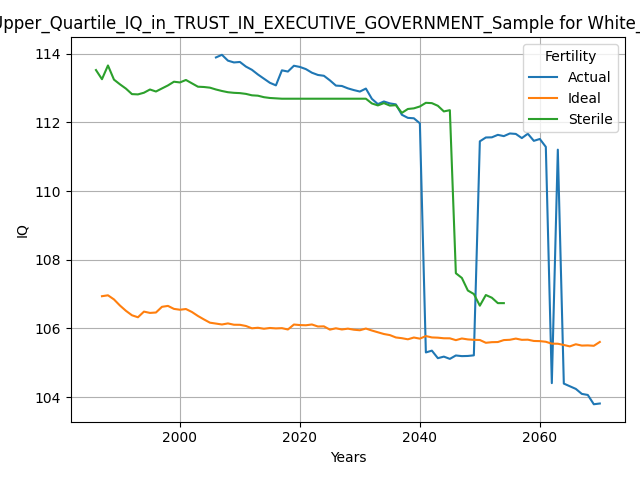 Upper_Quartile_IQ_in_TRUST_IN_EXECUTIVE_GOVERNMENT_Sample for White_
114
112
110
108
106
104
IQ
2000
2020
2040
2060
Years
Fertility
Actual
Ideal
Sterile